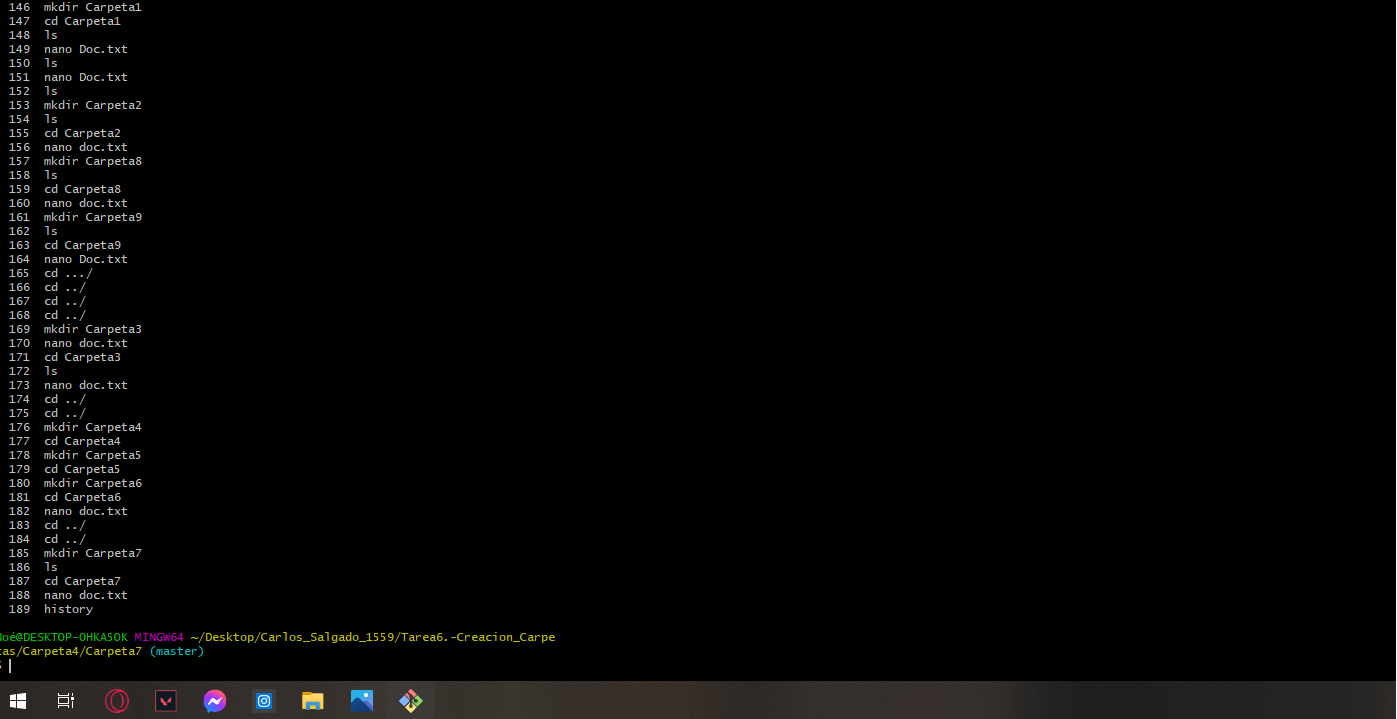 146 mkdir Carpeta1
147 cd Carpeta1
148 ls
149 nano Doc.txt
150 ls
151 nano Doc.txt
152 ls
153 mkdir Carpeta2
154 ls
155 cd Carpeta2
156 nano doc.txt
157 mkdir Carpeta8
158 ls
159 cd Carpeta8
160 nano doc.txt
161 mkdir Carpeta9
162 ls
163 cd Carpeta9
164 nano Doc.txt
165 cd .../
166 cd ../
167 cd ../
168 cd ../
169 mkdir Carpeta3
170 nano doc.txt
171 cd Carpeta3
172 ls
173 nano doc.txt
174 cd ../
175 cd ../
176 mkdir Carpeta4
177 cd Carpeta4
178 mkdir Carpeta5
179 cd Carpeta5
180 mkdir Carpeta6
181 cd Carpeta6
182 nano doc.txt
183 cd ../
184 cd ../
185 mkdir Carpeta7
186 ls
187 cd Carpeta7
188 nano doc.txt
189 history
Noé@DESKTOP-0HKA5OK MINGW64 ~/Desktop/Carlos_Salgado_1559/Tarea6.-Creacion_Carpe
tas/Carpeta4/Carpeta7 (master)
$